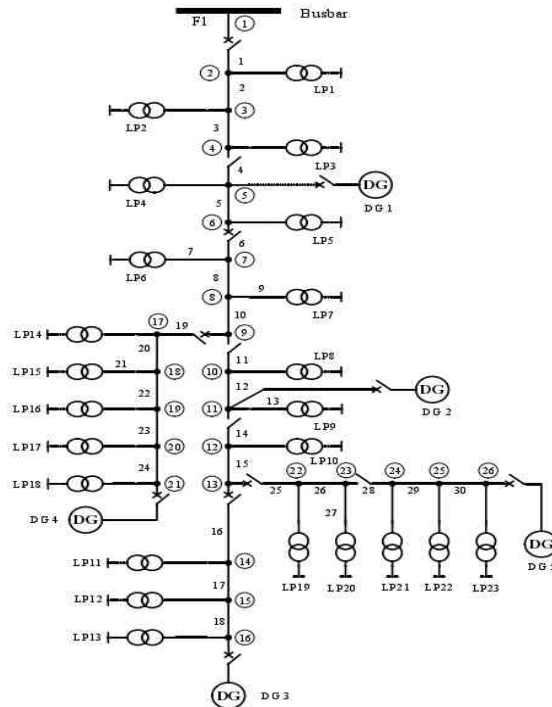 F1 1 Busbar
1
2 LP1
2
LP2 3
3
4 LP3
4
LP4 5 DG
DG 1
5
6 LP5
6
7 7
LP6
8
8 9 LP7
10
17 19 9
LP14
20
11 LP8
LP15 21 18 10
12 DG
DG 2
22 13
LP16 19 11 LP9
23 14
LP17 20 12 LP10
24 15 22 23 24 25 26
LP18 21 13
25 26 28 29 30
DG4 DG
27
16
DG
DG 5
LP11 14
LP19 LP20 LP21 LP22 LP23
17
LP12 15
18
LP13 16
DG DG3